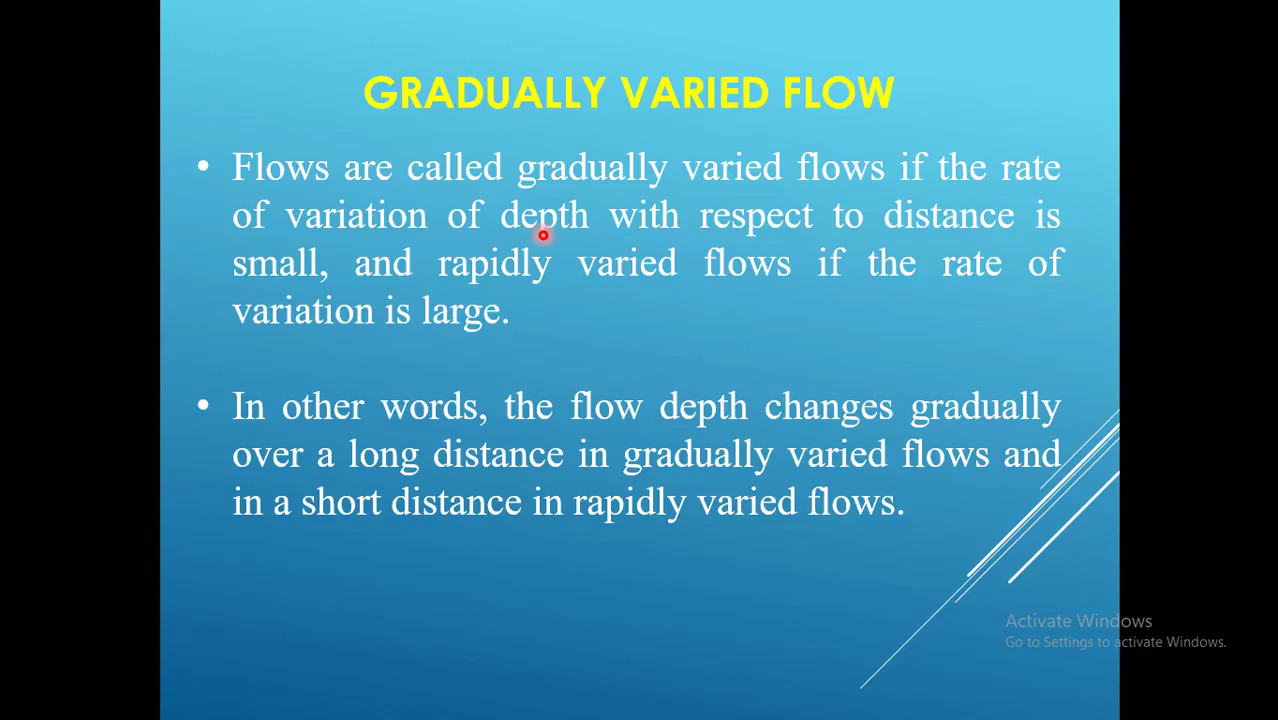 GRADUALLY VARIED FLOW
• Flows are called gradually varied flows if the rate
of variation of depth with respect to distance is
small, and rapidly varied flows if the rate of
variation is large.
• In other words, the flow depth changes gradually
over a long distance in gradually varied flows and
in a short distance in rapidly varied flows.
Activate Windows
Go to Settings to activate Windows.